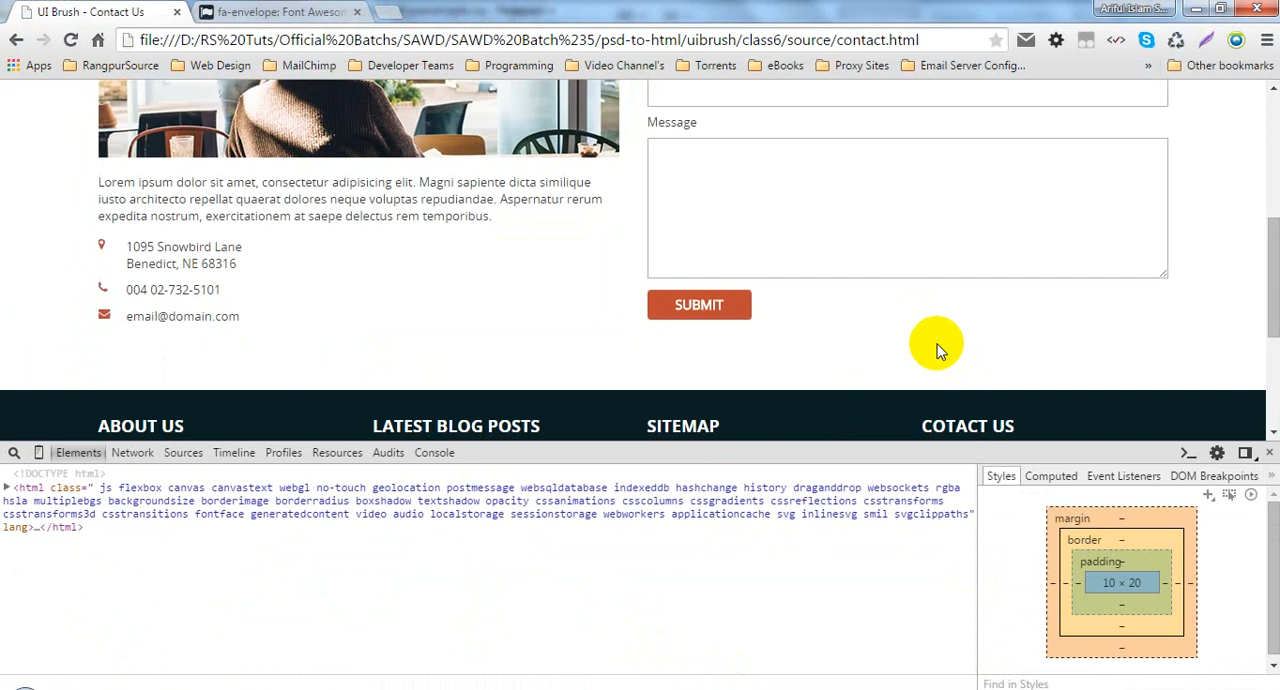 UI Brush - Contact Us
fa-envelope: Font Aweson
Ariful Islam S...
file:///D:/RS%20Tuts/Official%20Batchs/SAWD/SAWD%20Batch%235/psd-to-html/uibrush/class6/source/contact.html
Apps RangpurSource Web Design MailChimp Developer Teams Programming Video Channel's Torrents eBooks Proxy Sites Email Server Config... » Other bookmarks
Message
Lorem ipsum dolor sit amet, consectetur adipisicing elit. Magni sapiente dicta similique
iusto architecto repellat quaerat dolores neque voluptas repudiandae. Aspernatur rerum
expedita nostrum, exercitationem at saepe delectus rem temporibus.
1095 Snowbird Lane
Benedict, NE 68316
004 02-732-5101
email@domain.com
SUBMIT
ABOUT US LATEST BLOG POSTS SITEMAP COTACT US
Elements Network Sources Timeline Profiles Resources Audits Console
<!DOCTYPE html>
<html class=" js flexbox canvas canvastext webgl no-touch geolocation postmessage websqldatabase indexeddb hashchange history draganddrop websockets rgba
hsla multiplebgs backgroundsize borderimage borderradius boxshadow textshadow opacity cssanimations csscolumns cssgradients cssreflections csstransforms
csstransforms3d csstransitions fontface generatedcontent video audio localstorage sessionstorage webworkers applicationcache svg inlinesvg smil svgclippaths"
lang>…</html>
Styles Computed Event Listeners DOM Breakpoints »
margin –
border –
padding –
– – – 10 × 20 – – –
–
–
–
Find in Styles